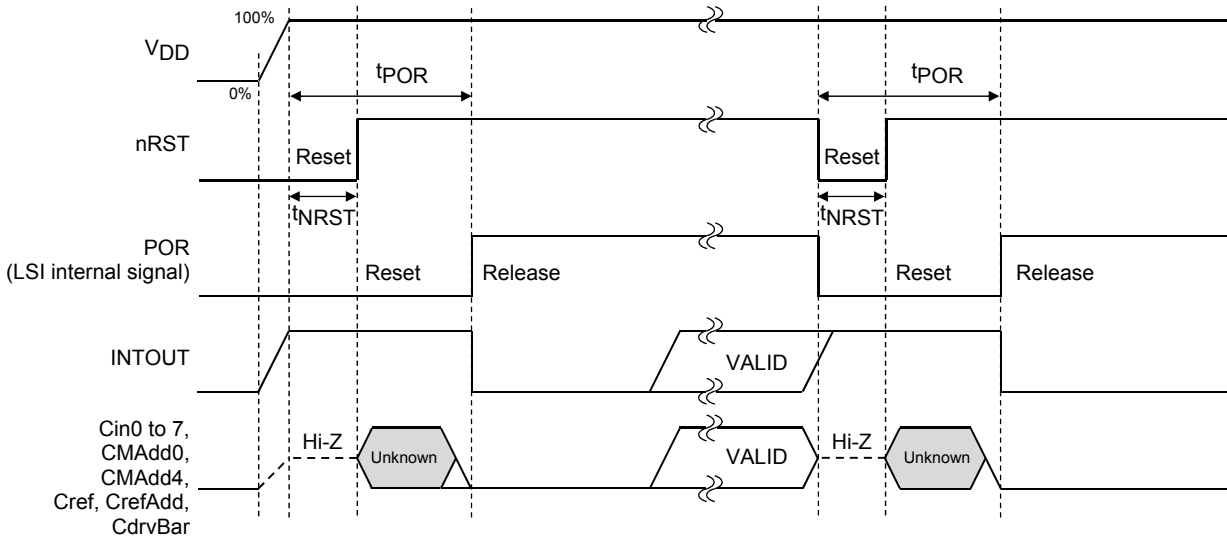 100%
VDD
0%
tPOR
tPOR
nRST
Reset
Reset
tNRST
tNRST
POR
(LSI internal signal)
Reset
Release
Reset
Release
INTOUT
VALID
Cin0 to 7,
CMAdd0,
CMAdd4,
Cref, CrefAdd,
CdrvBar
Hi-Z
Unknown
VALID
Hi-Z
Unknown